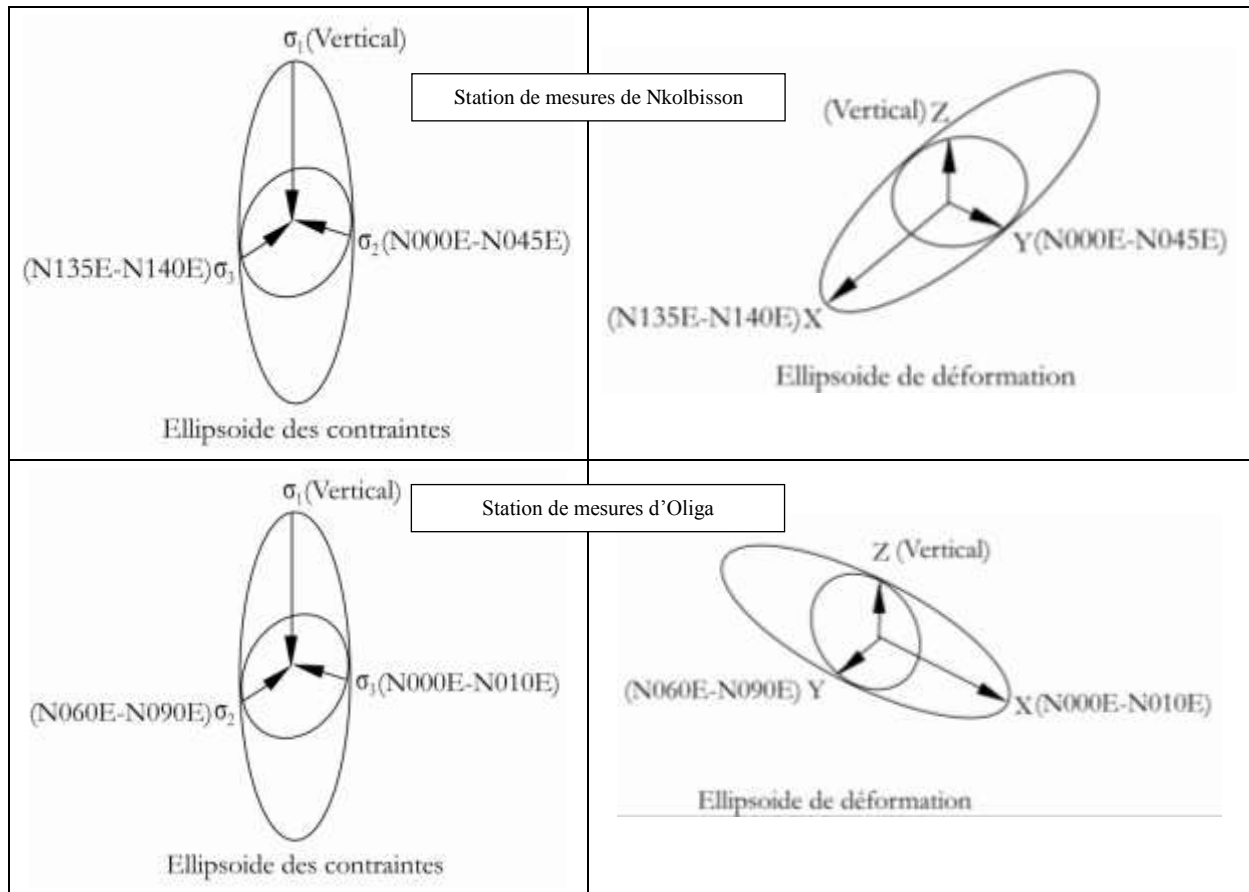 σ1(Vertical)
Station de mesures de Nkolbisson
(Vertical) Z
σ2(N000E-N045E)
(N135E-N140E)σ3
Y(N000E-N045E)
(N135E-N140E)X
Ellipsoide des contraintes
Ellipsoide de déformation
σ1(Vertical)
Station de mesures d’Oliga
Z (Vertical)
σ3(N000E-N010E)
(N060E-N090E)σ2
(N060E-N090E) Y
X(N000E-N010E)
Ellipsoide des contraintes
Ellipsoide de déformation